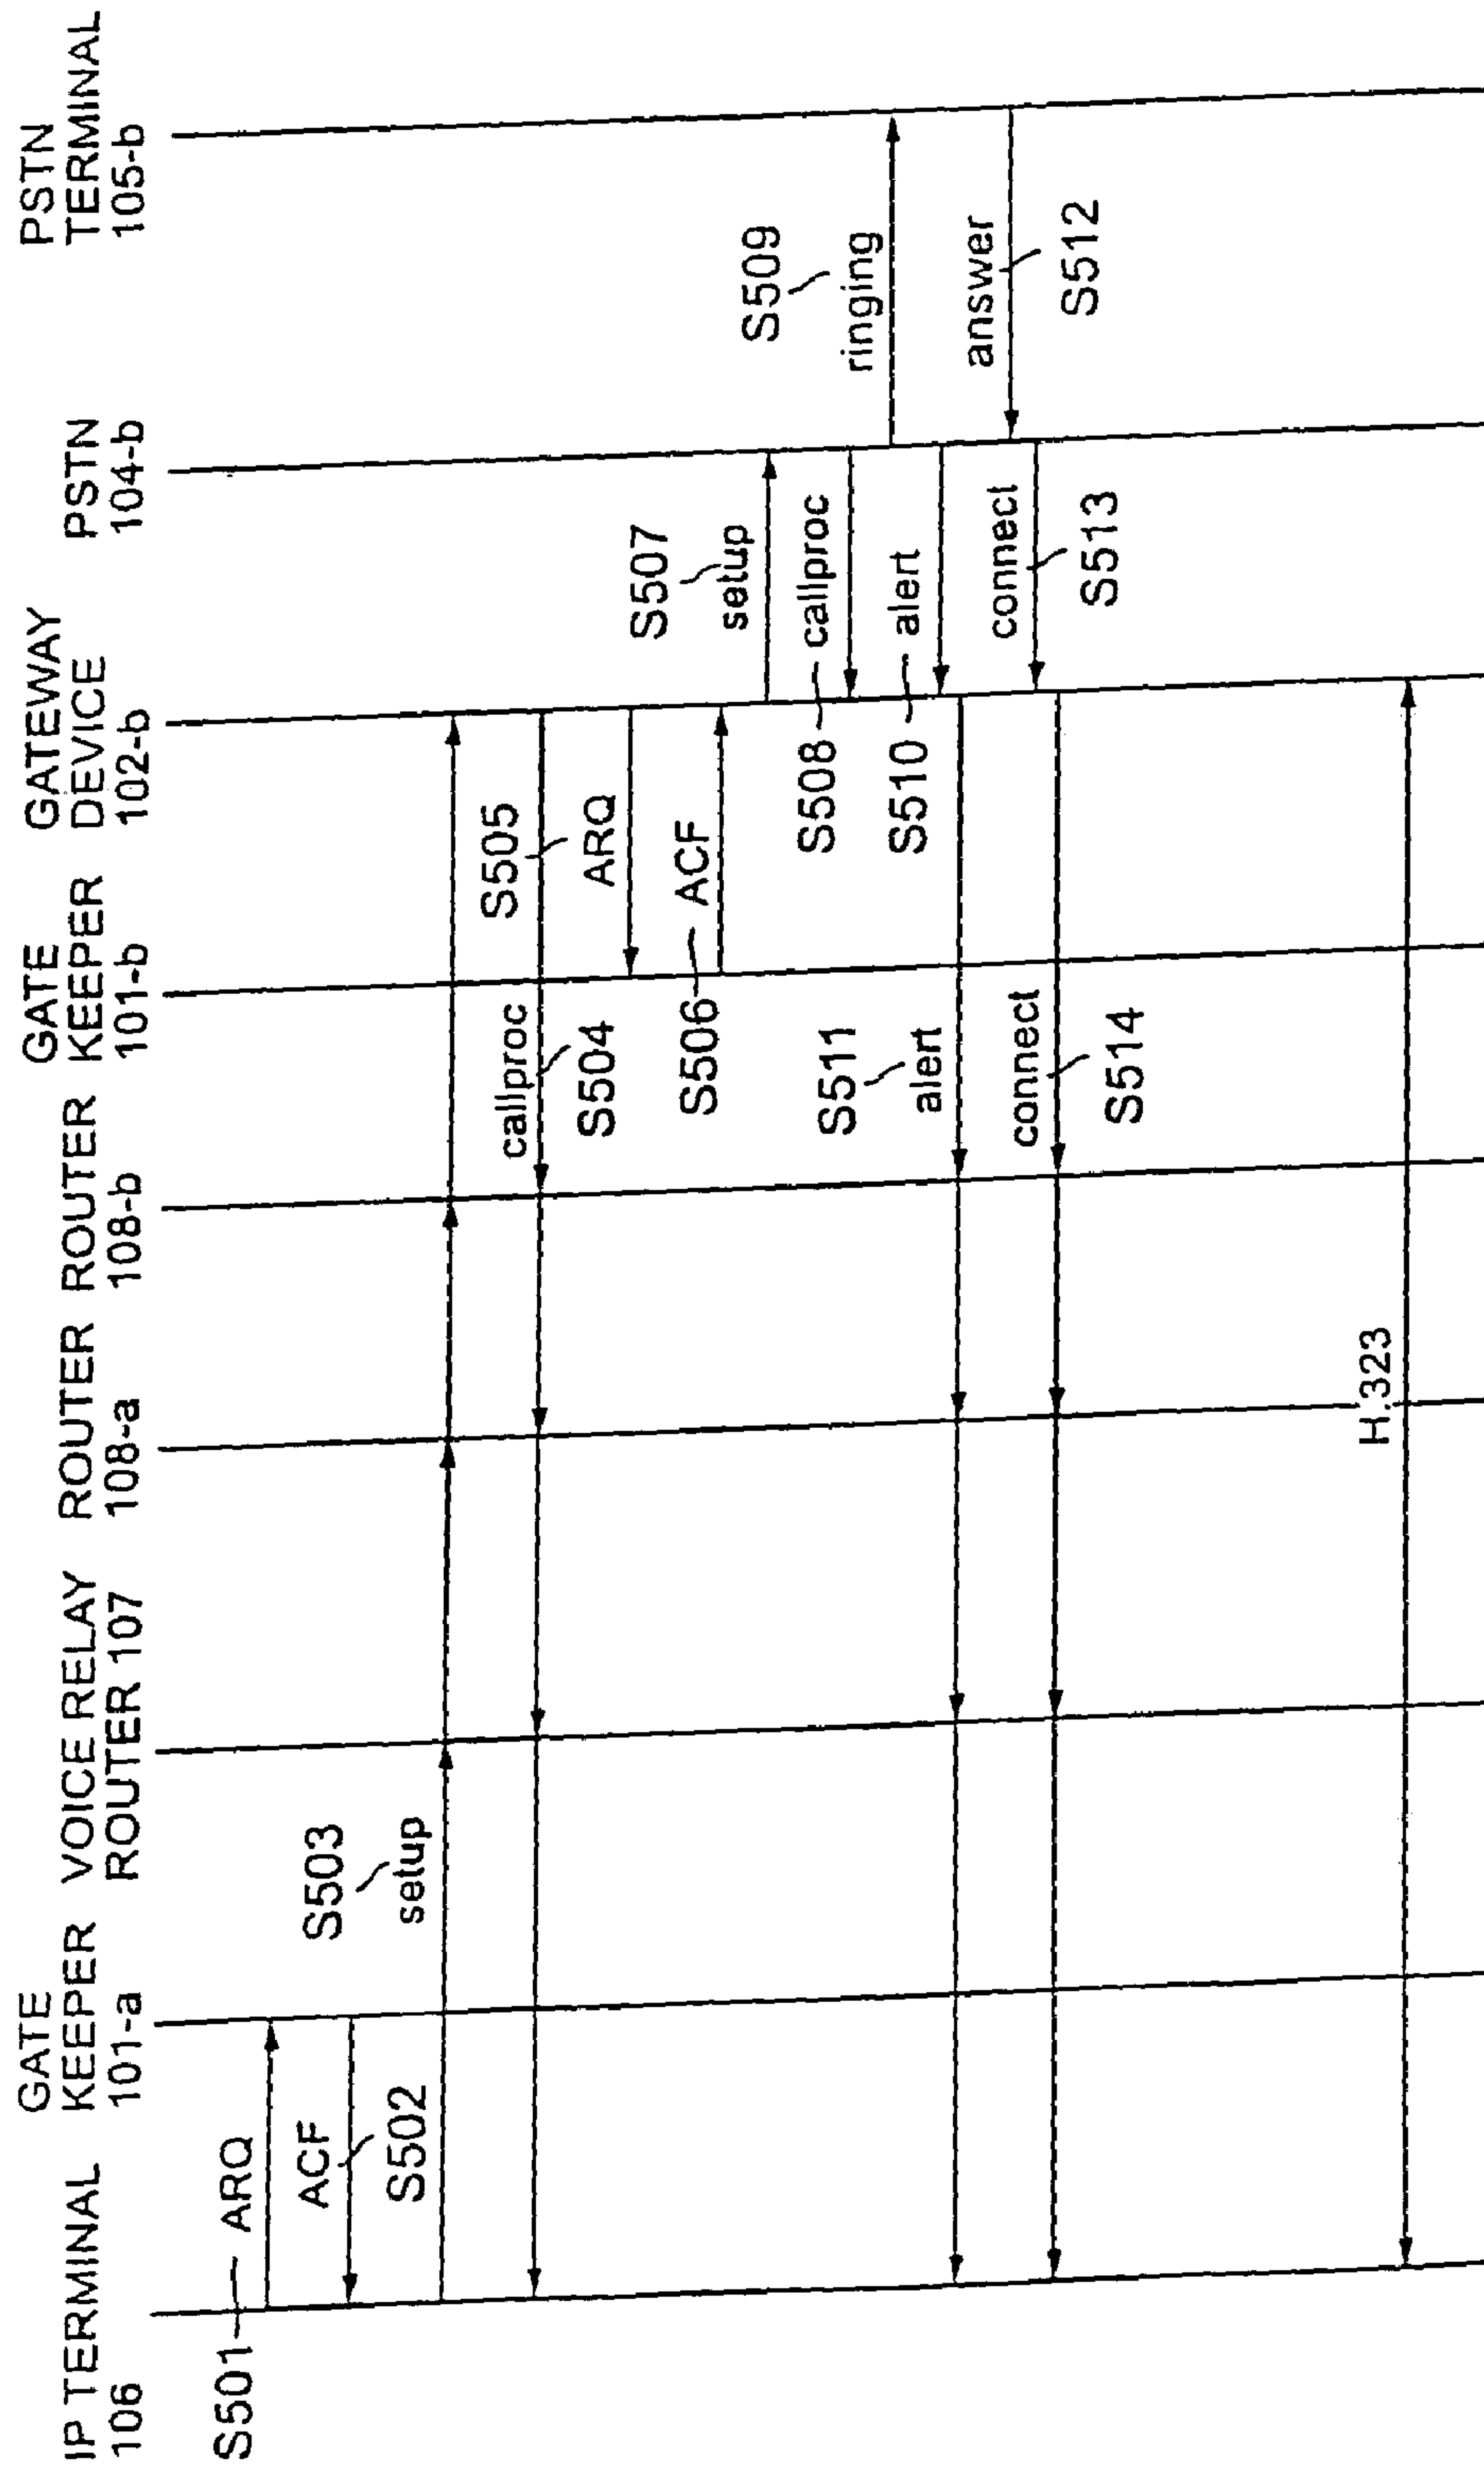 IP TERMINAL
106
GATE
KEEPER
101-a
VOICE RELAY
ROUTER 107
ROUTER
108-a
ROUTER
108-b
GATE
KEEPER
101-b
GATEWAY
DEVICE
102-b
PSTN
104-b
PSTN
TERMINAL
105-b
S501
ARQ
ACF
S502
S503
setup
callproc
S504
S505
ARQ
S506
ACF
S507
setup
S508
callproc
S509
ringing
S510
alert
S511
alert
answer
S512
connect
S513
connect
S514
H.323